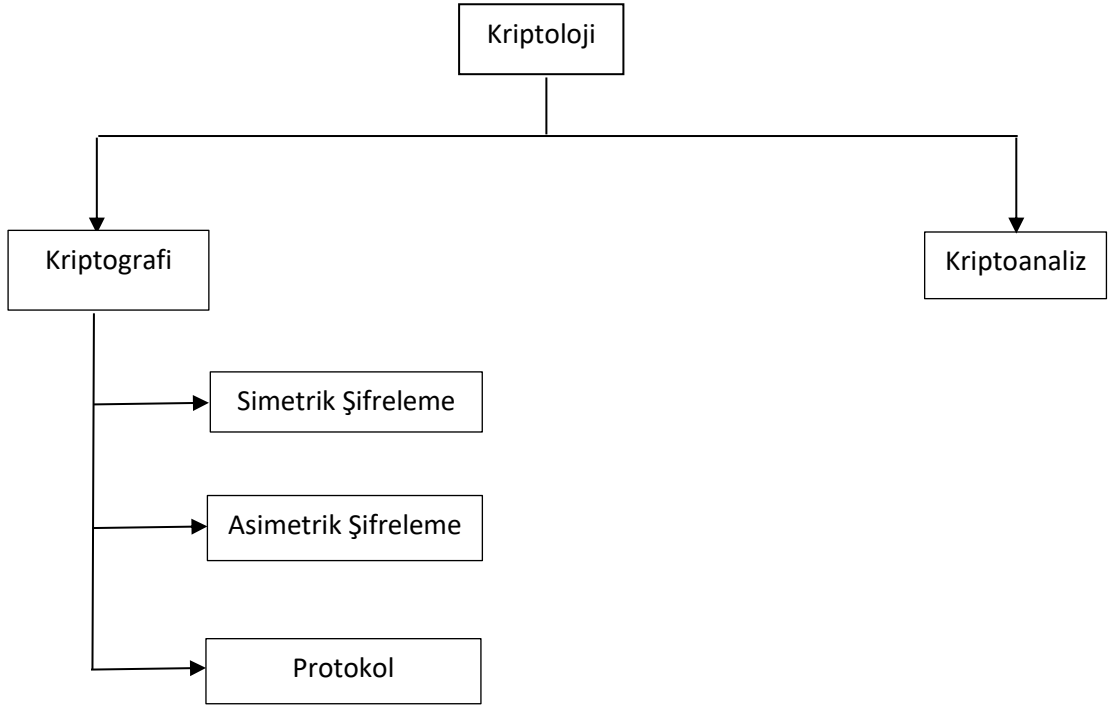 Kriptoloji
Kriptografi
Kriptoanaliz
Simetrik Şifreleme
Asimetrik Şifreleme
Protokol